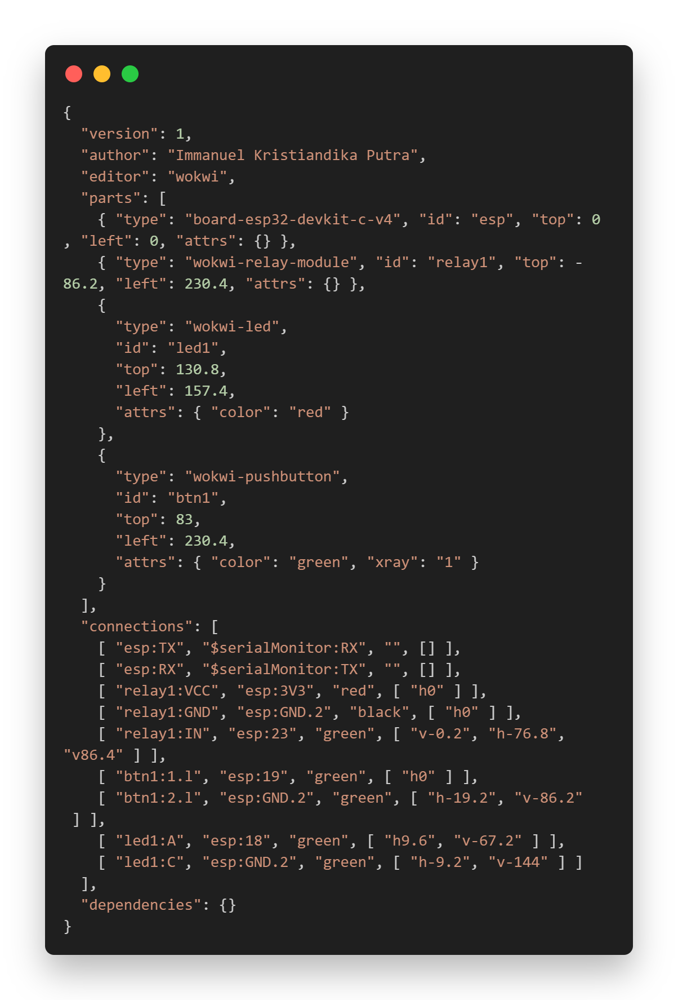 {
  "version": 1,
  "author": "Immanuel Kristiandika Putra",
  "editor": "wokwi",
  "parts": [
    { "type": "board-esp32-devkit-c-v4", "id": "esp", "top": 0
, "left": 0, "attrs": {} },
    { "type": "wokwi-relay-module", "id": "relay1", "top": -
86.2, "left": 230.4, "attrs": {} },
    {
      "type": "wokwi-led",
      "id": "led1",
      "top": 130.8,
      "left": 157.4,
      "attrs": { "color": "red" }
    },
    {
      "type": "wokwi-pushbutton",
      "id": "btn1",
      "top": 83,
      "left": 230.4,
      "attrs": { "color": "green", "xray": "1" }
    }
  ],
  "connections": [
    [ "esp:TX", "$serialMonitor:RX", "", [] ],
    [ "esp:RX", "$serialMonitor:TX", "", [] ],
    [ "relay1:VCC", "esp:3V3", "red", [ "h0" ] ],
    [ "relay1:GND", "esp:GND.2", "black", [ "h0" ] ],
    [ "relay1:IN", "esp:23", "green", [ "v-0.2", "h-76.8",
"v86.4" ] ],
    [ "btn1:1.l", "esp:19", "green", [ "h0" ] ],
    [ "btn1:2.l", "esp:GND.2", "green", [ "h-19.2", "v-86.2"
 ] ],
    [ "led1:A", "esp:18", "green", [ "h9.6", "v-67.2" ] ],
    [ "led1:C", "esp:GND.2", "green", [ "h-9.2", "v-144" ] ]
  ],
  "dependencies": {}
}